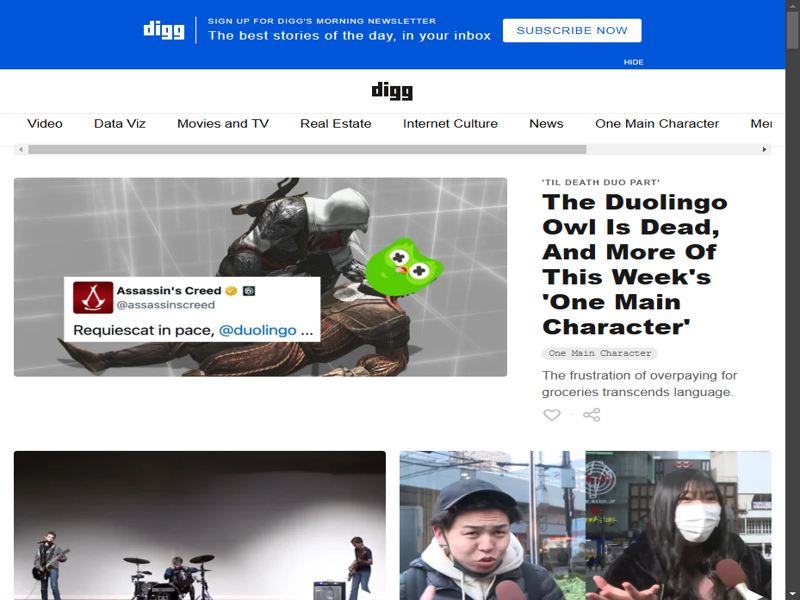 digg
SIGN UP FOR DIGG'S MORNING NEWSLETTER
The best stories of the day, in your inbox
SUBSCRIBE NOW
HIDE
digg
Video
Data Viz
Movies and TV
Real Estate
Internet Culture
News
One Main Character
Assassin's Creed
@assassinscreed
Requiescat in pace, @duolingo ...
'TIL DEATH DUO PART'
The Duolingo
Owl Is Dead,
And More Of
This Week's
'One Main
Character'
One Main Character
The frustration of overpaying for
groceries transcends language.